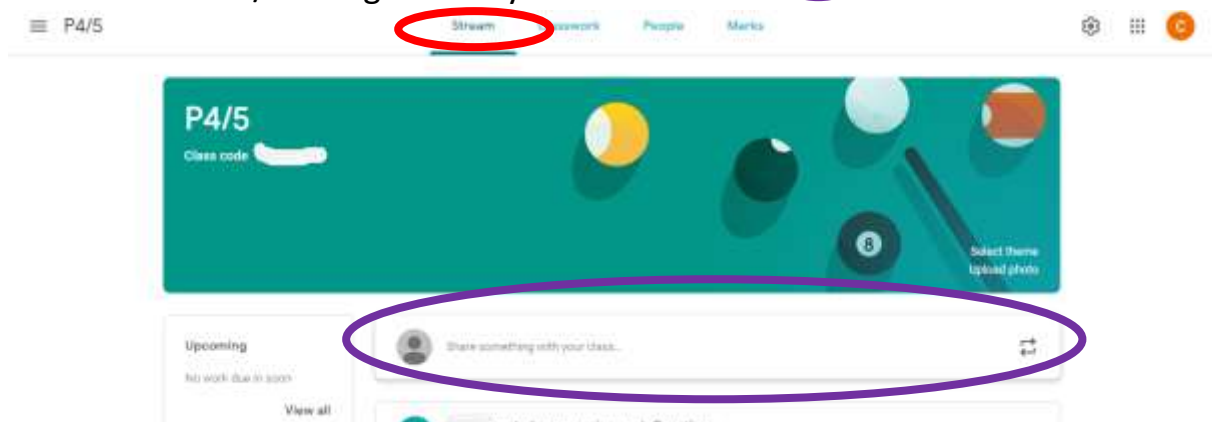 P4/5
Stream Classwork People Marks
C
P4/5
Class code
8
Select theme
Upload photo
Upcoming
Share something with your class...
No work due in soon
View all